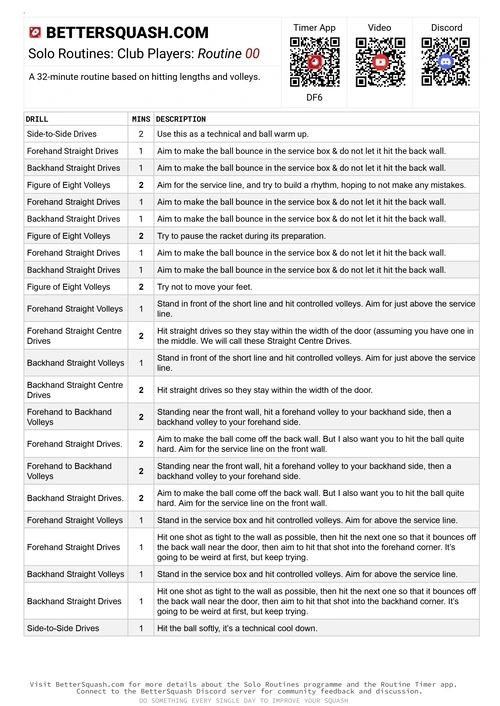 BETTERSQUASH.COM
Solo Routines: Club Players: Routine 00
A 32-minute routine based on hitting lengths and volleys.
Timer App
DF6
Video
Discord
DRILL MINS DESCRIPTION
Side-to-Side Drives 2 Use this as a technical and ball warm up.
Forehand Straight Drives 1 Aim to make the ball bounce in the service box & do not let it hit the back wall.
Backhand Straight Drives 1 Aim to make the ball bounce in the service box & do not let it hit the back wall.
Figure of Eight Volleys 2 Aim for the service line, and try to build a rhythm, hoping to not make any mistakes.
Forehand Straight Drives 1 Aim to make the ball bounce in the service box & do not let it hit the back wall.
Backhand Straight Drives 1 Aim to make the ball bounce in the service box & do not let it hit the back wall.
Figure of Eight Volleys 2 Try to pause the racket during its preparation.
Forehand Straight Drives 1 Aim to make the ball bounce in the service box & do not let it hit the back wall.
Backhand Straight Drives 1 Aim to make the ball bounce in the service box & do not let it hit the back wall.
Figure of Eight Volleys 2 Try not to move your feet.
Forehand Straight Volleys 1 Stand in front of the short line and hit controlled volleys. Aim for just above the service
line.
Forehand Straight Centre
Drives 2 Hit straight drives so they stay within the width of the door (assuming you have one in
the middle. We will call these Straight Centre Drives.
Backhand Straight Volleys 1 Stand in front of the short line and hit controlled volleys. Aim for just above the service
line.
Backhand Straight Centre
Drives 2 Hit straight drives so they stay within the width of the door.
Forehand to Backhand
Volleys 2 Standing near the front wall, hit a forehand volley to your backhand side, then a
backhand volley to your forehand side.
Forehand Straight Drives. 2 Aim to make the ball come off the back wall. But I also want you to hit the ball quite
hard. Aim for the service line on the front wall.
Forehand to Backhand
Volleys 2 Standing near the front wall, hit a forehand volley to your backhand side, then a
backhand volley to your forehand side.
Backhand Straight Drives. 2 Aim to make the ball come off the back wall. But I also want you to hit the ball quite
hard. Aim for the service line on the front wall.
Forehand Straight Volleys 1 Stand in the service box and hit controlled volleys. Aim for above the service line.
Forehand Straight Drives 1 Hit one shot as tight to the wall as possible, then hit the next one so that it bounces off
the back wall near the door, then aim to hit that shot into the forehand corner. It's
going to be weird at first, but keep trying.
Backhand Straight Volleys 1 Stand in the service box and hit controlled volleys. Aim for above the service line.
Backhand Straight Drives 1 Hit one shot as tight to the wall as possible, then hit the next one so that it bounces off
the back wall near the door, then aim to hit that shot into the backhand corner. It's
going to be weird at first, but keep trying.
Side-to-Side Drives 1 Hit the ball softly, it's a technical cool down.
Visit BetterSquash.com for more details about the Solo Routines programme and the Routine Timer app.
Connect to the BetterSquash Discord server for community feedback and discussion.
DO SOMETHING EVERY SINGLE DAY TO IMPROVE YOUR SQUASH